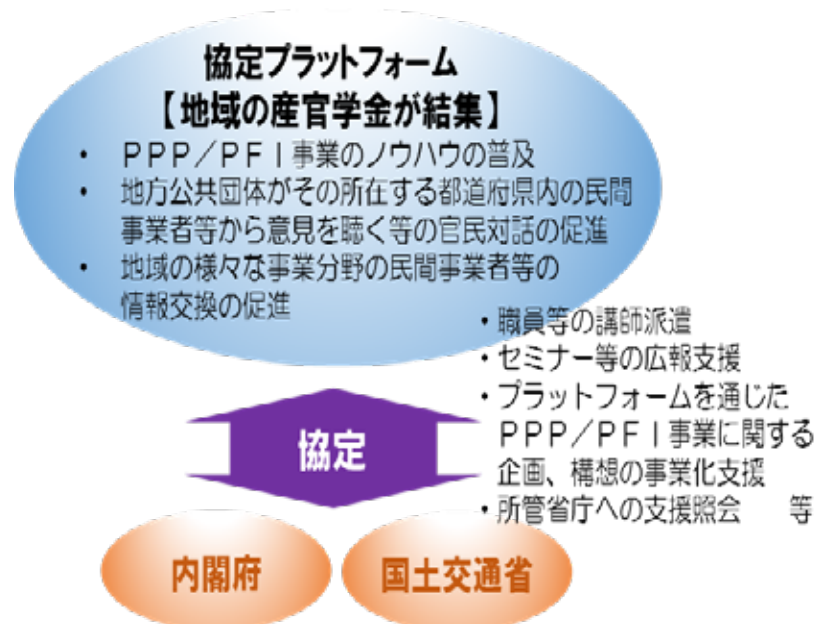 協定プラットフォーム
【地域の産官学金が結集】
・ ＰＰＰ／ＰＦＩ事業のノウハウの普及
・ 地方公共団体がその所在する都道府県内の民間
事業者等から意見を聴く等の官民対話の促進
・ 地域の様々な事業分野の民間事業者等の
情報交換の促進
・職員等の講師派遣
・セミナー等の広報支援
・プラットフォームを通じた
ＰＰＰ／ＰＦＩ事業に関する
企画、構想の事業化支援
・所管省庁への支援照会　等
協定
内閣府
国土交通省